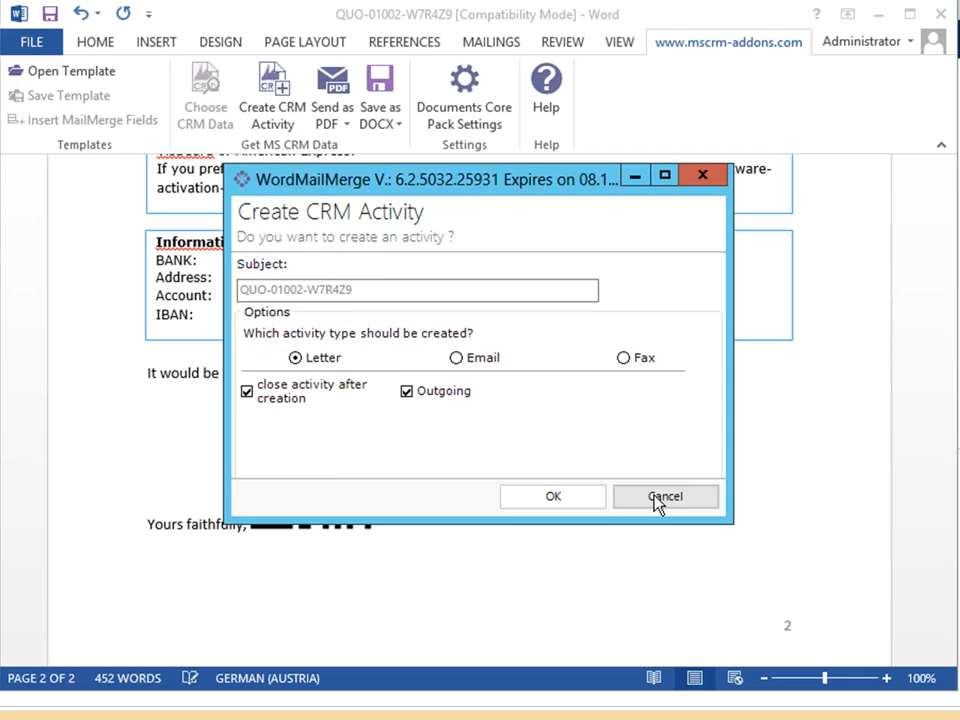 QUO-01002-W7R4Z9 [Compatibility Mode] - Word
FILE HOME INSERT DESIGN PAGE LAYOUT REFERENCES MAILINGS REVIEW VIEW www.mscrm-addons.com Administrator
Open Template
Save Template
Insert MailMerge Fields
Templates
Choose
CRM Data
Create CRM
Activity
Send as
PDF
Save as
DOCX
Get MS CRM Data
Documents Core
Pack Settings
Settings
Help
Help
If you pref
ware-
activation-
Informati
BANK:
Address:
Account:
IBAN:
It would be
Yours faithfully,
2
WordMailMerge V.: 6.2.5032.25931 Expires on 08.1...
Create CRM Activity
Do you want to create an activity ?
Subject:
QUO-01002-W7R4Z9
Options
Which activity type should be created?
Letter Email Fax
close activity after
creation
Outgoing
OK Cancel
PAGE 2 OF 2 452 WORDS GERMAN (AUSTRIA) 100%